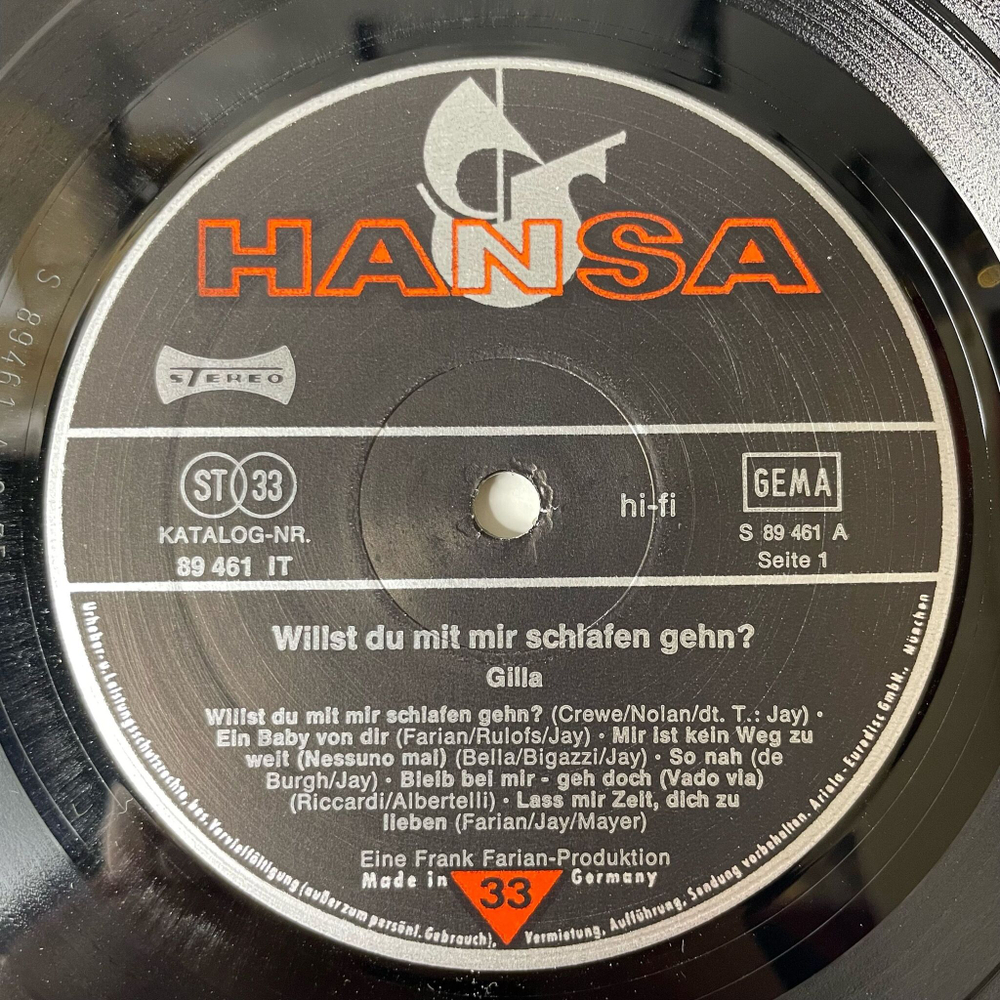 HANSA
STEREO
ST 33
KATALOG-NR.
89 461 IT
hi-fi
GEMA
S 89 461 A
Seite 1
Willst du mit mir schlafen gehn?
Gilla
Willst du mit mir schlafen gehn? (Crewe/Nolan/dt. T.: Jay) ·
Ein Baby von dir (Farian/Rulofs/Jay) · Mir ist kein Weg zu
weit (Nessuno mai) (Bella/Bigazzi/Jay) · So nah (de
Burgh/Jay) · Bleib bei mir - geh doch (Vado via)
(Riccardi/Albertelli) · Lass mir Zeit, dich zu
lieben (Farian/Jay/Mayer)
Eine Frank Farian-Produktion
Made in Germany
33
Urheber-u.Leistungsschutzrechte, bes. Vervielfältigung (außer zum persönl. Gebrauch), Vermietung, Aufführung, Sendung vorbehalten. Ariola-Eurodisc GmbH., München
S 89461 A